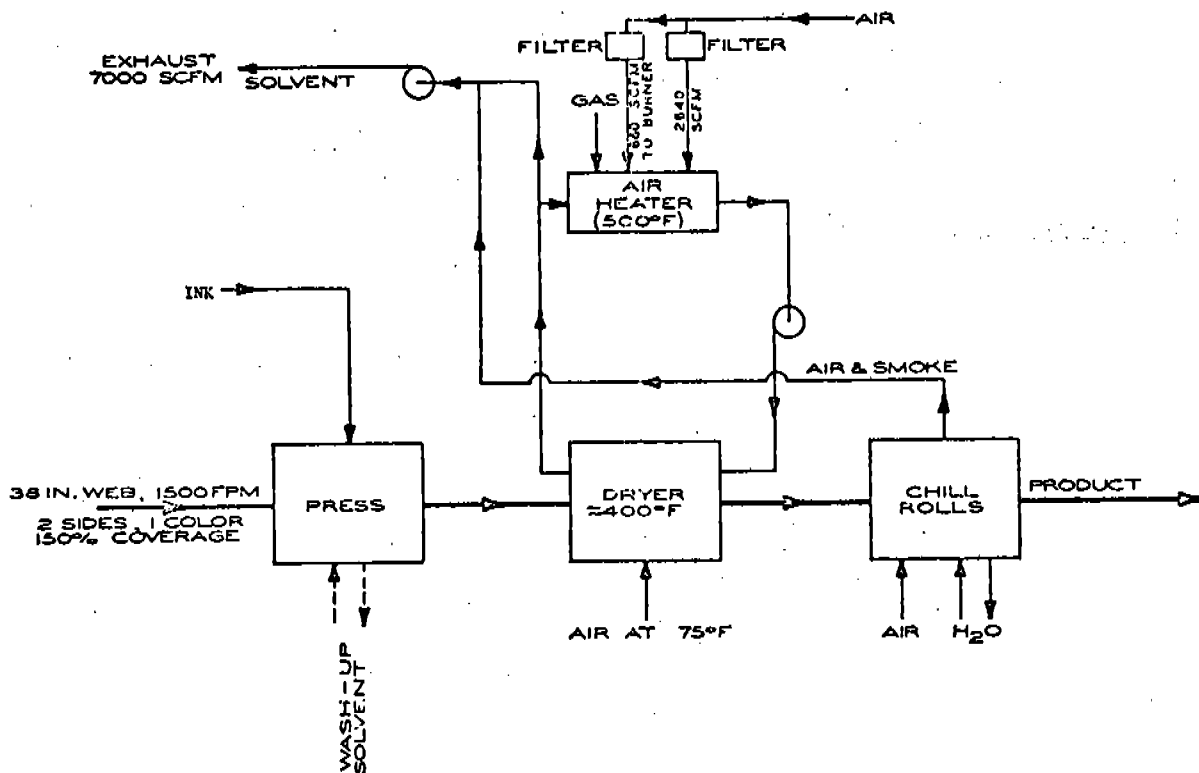 AIR
FILTER
FILTER
EXHAUST
7000 SCFM
SOLVENT
GAS
660 SCFM
TO BURNER
2640
SCFM
AIR
HEATER
(500°F)
INK
AIR & SMOKE
38 IN. WEB, 1500 FPM
2 SIDES, 1 COLOR
150% COVERAGE
PRESS
DRYER
≈400°F
CHILL
ROLLS
PRODUCT
AIR AT 75°F
AIR
H2O
WASH-UP
SOLVENT